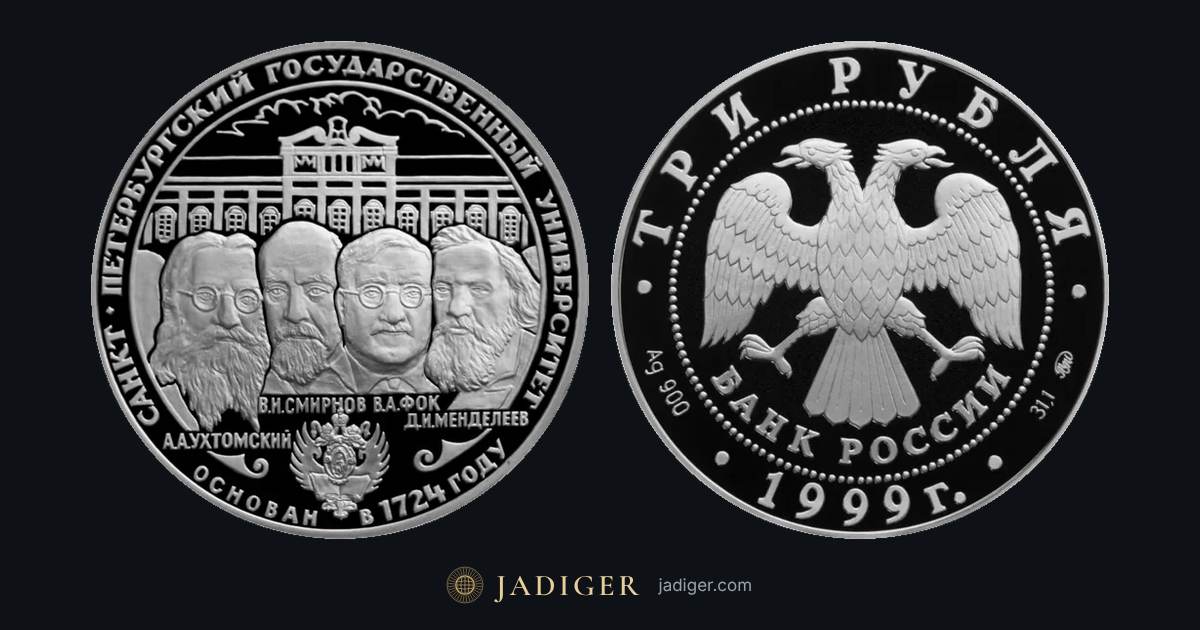 САНКТ - ПЕТЕРБУРГСКИЙ ГОСУДАРСТВЕННЫЙ УНИВЕРСИТЕТ
В.И.СМИРНОВ В.А.ФОК
Д.И.МЕНДЕЛЕЕВ
А.А.УХТОМСКИЙ
ОСНОВАН В 1724 ГОДУ
ТРИ РУБЛЯ
Ag 900
31,1
БАНК РОССИИ
1999 г.
JADIGER jadiger.com